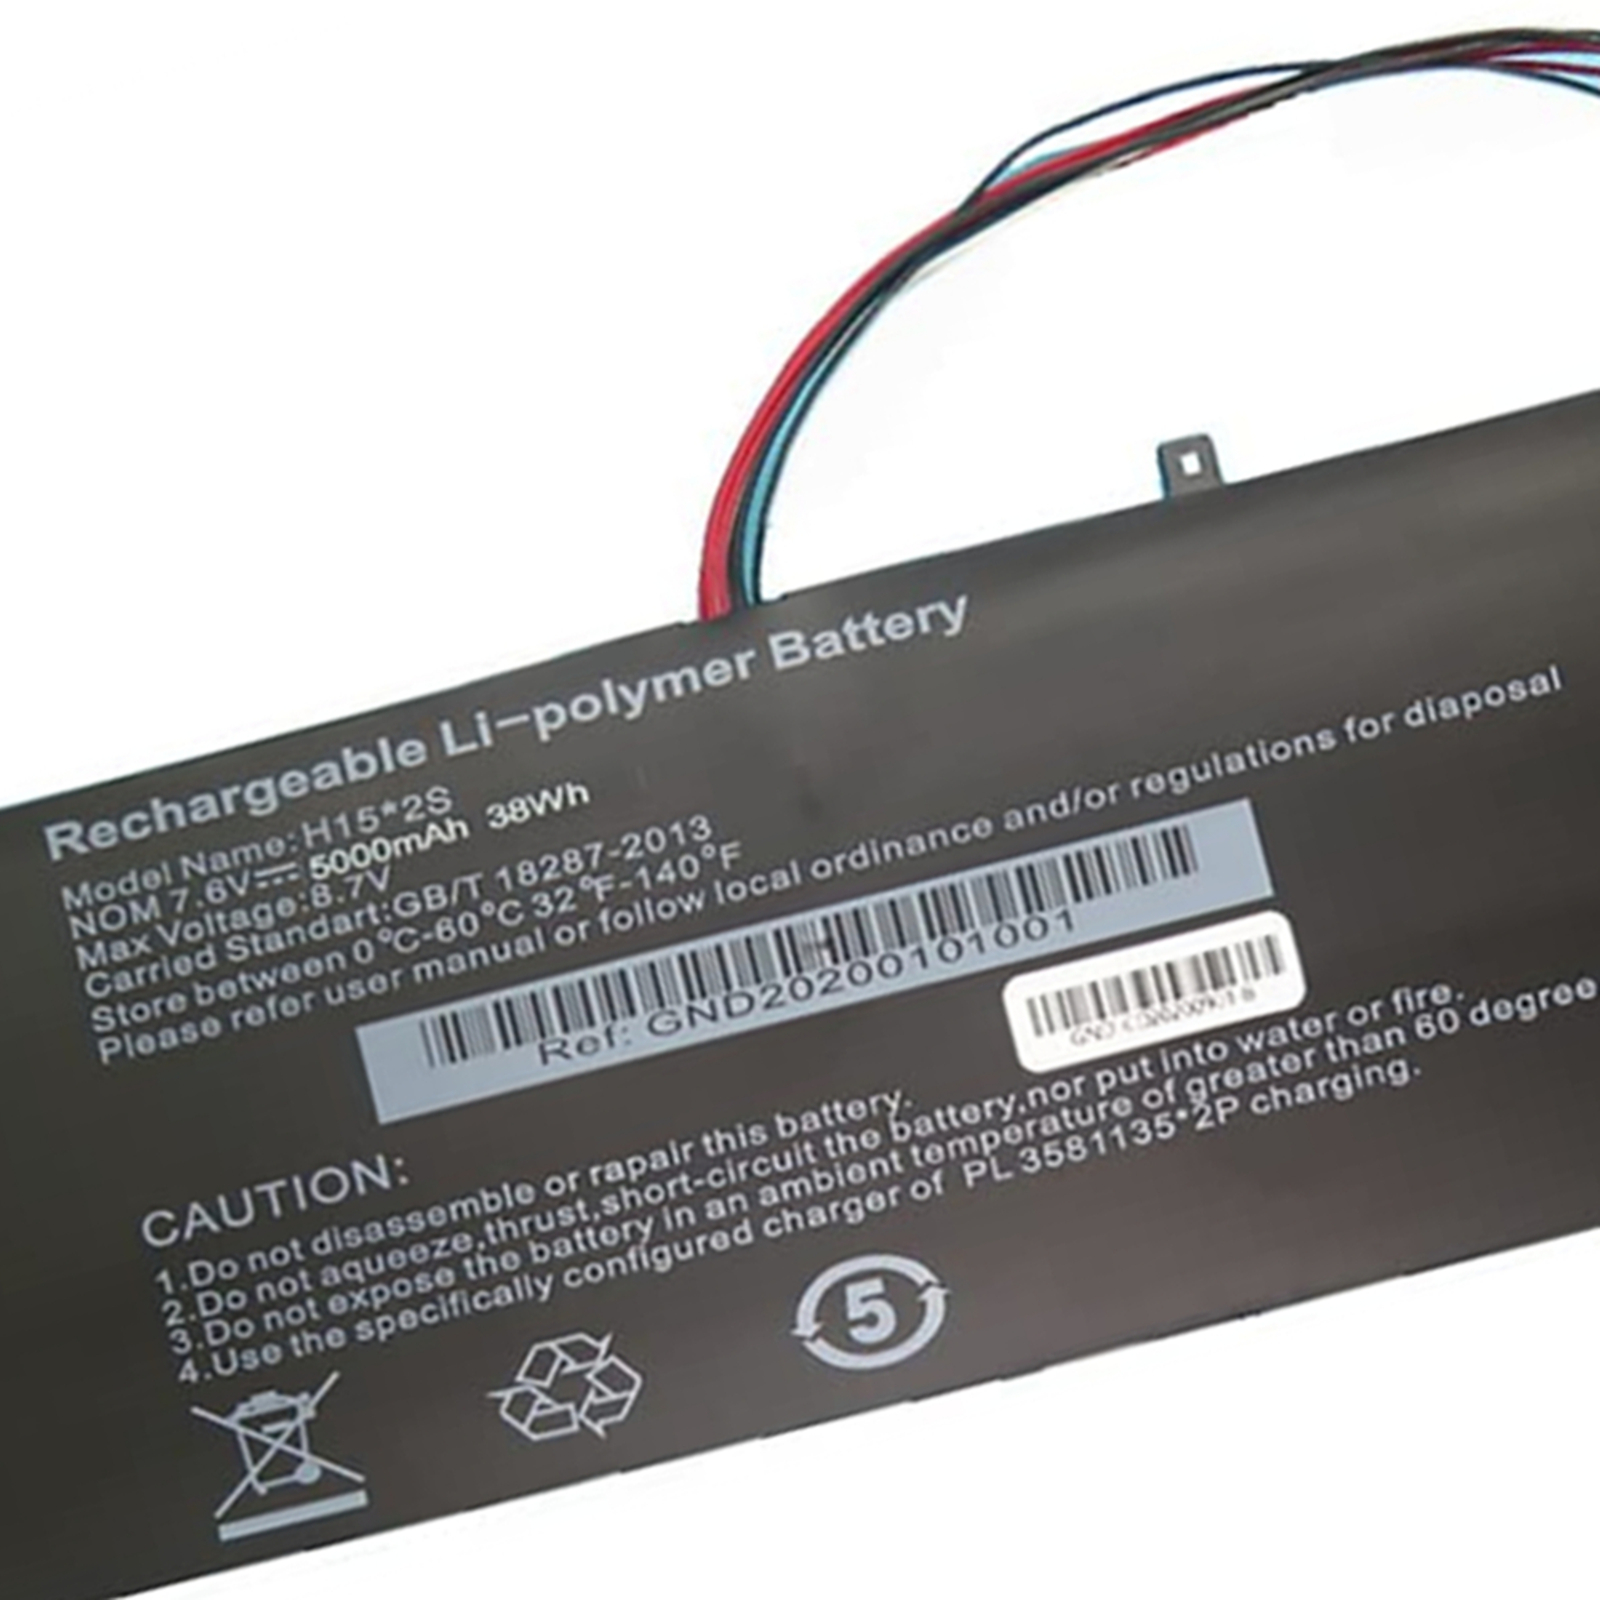 Rechargeable Li-polymer Battery
Model Name: H15*2S
NOM 7.6V⎓ 5000mAh 38Wh
Max Voltage:8.7V
Carried Standart:GB/T 18287-2013
Store between 0°C-60°C 32°F-140°F
Please refer user manual or follow local ordinance and/or regulations for diaposal
Ref: GND20200101001
CAUTION:
1.Do not disassemble or rapair this battery.
2.Do not aqueeze,thrust,short-circuit the battery,nor put into water or fire.
3.Do not expose the battery in an ambient temperature of greater than 60 degree
4.Use the specifically configured charger of PL 3581135*2P charging.
5